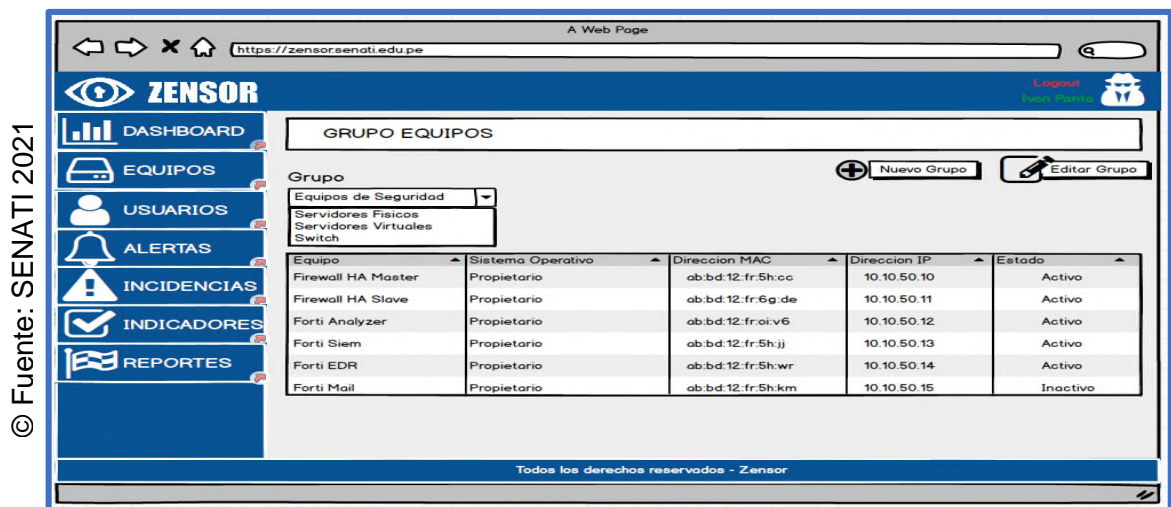 A Web Page
https://zensor.senati.edu.pe
ZENSOR
Logout
Ivan Panta
DASHBOARD
EQUIPOS
USUARIOS
ALERTAS
INCIDENCIAS
INDICADORES
REPORTES
GRUPO EQUIPOS
Nuevo Grupo
Editar Grupo
Grupo
Equipos de Seguridad
Servidores Fisicos
Servidores Virtuales
Switch
Equipo Sistema Operativo Direccion MAC Direccion IP Estado
Firewall HA Master Propietario ab:bd:12:fr:5h:cc 10.10.50.10 Activo
Firewall HA Slave Propietario ab:bd:12:fr:6g:de 10.10.50.11 Activo
Forti Analyzer Propietario ab:bd:12:fr:oi:v6 10.10.50.12 Activo
Forti Siem Propietario ab:bd:12:fr:5h:jj 10.10.50.13 Activo
Forti EDR Propietario ab:bd:12:fr:5h:wr 10.10.50.14 Activo
Forti Mail Propietario ab:bd:12:fr:5h:km 10.10.50.15 Inactivo
Todos los derechos reservados - Zensor
© Fuente: SENATI 2021